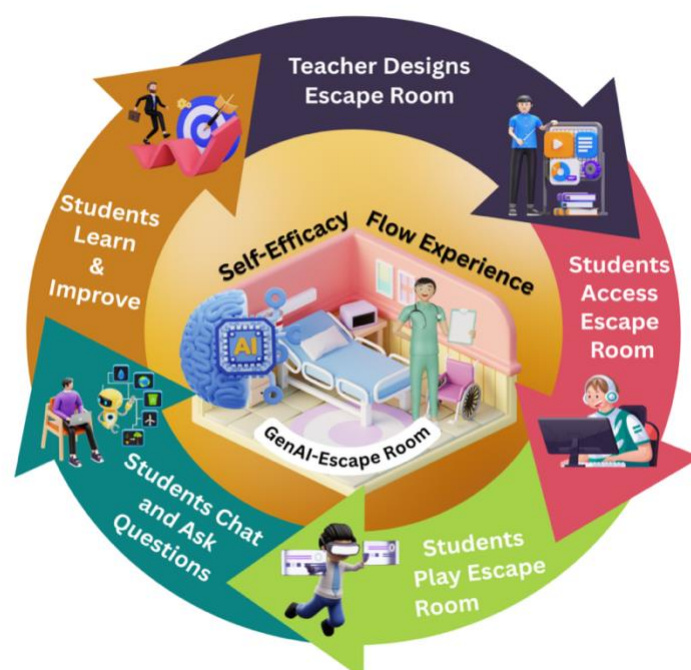 Teacher Designs
Escape Room
Students
Access
Escape
Room
Students
Play Escape
Room
Students Chat
and Ask
Questions
Students
Learn
&
Improve
Self-Efficacy
Flow Experience
AI
GenAI-Escape Room